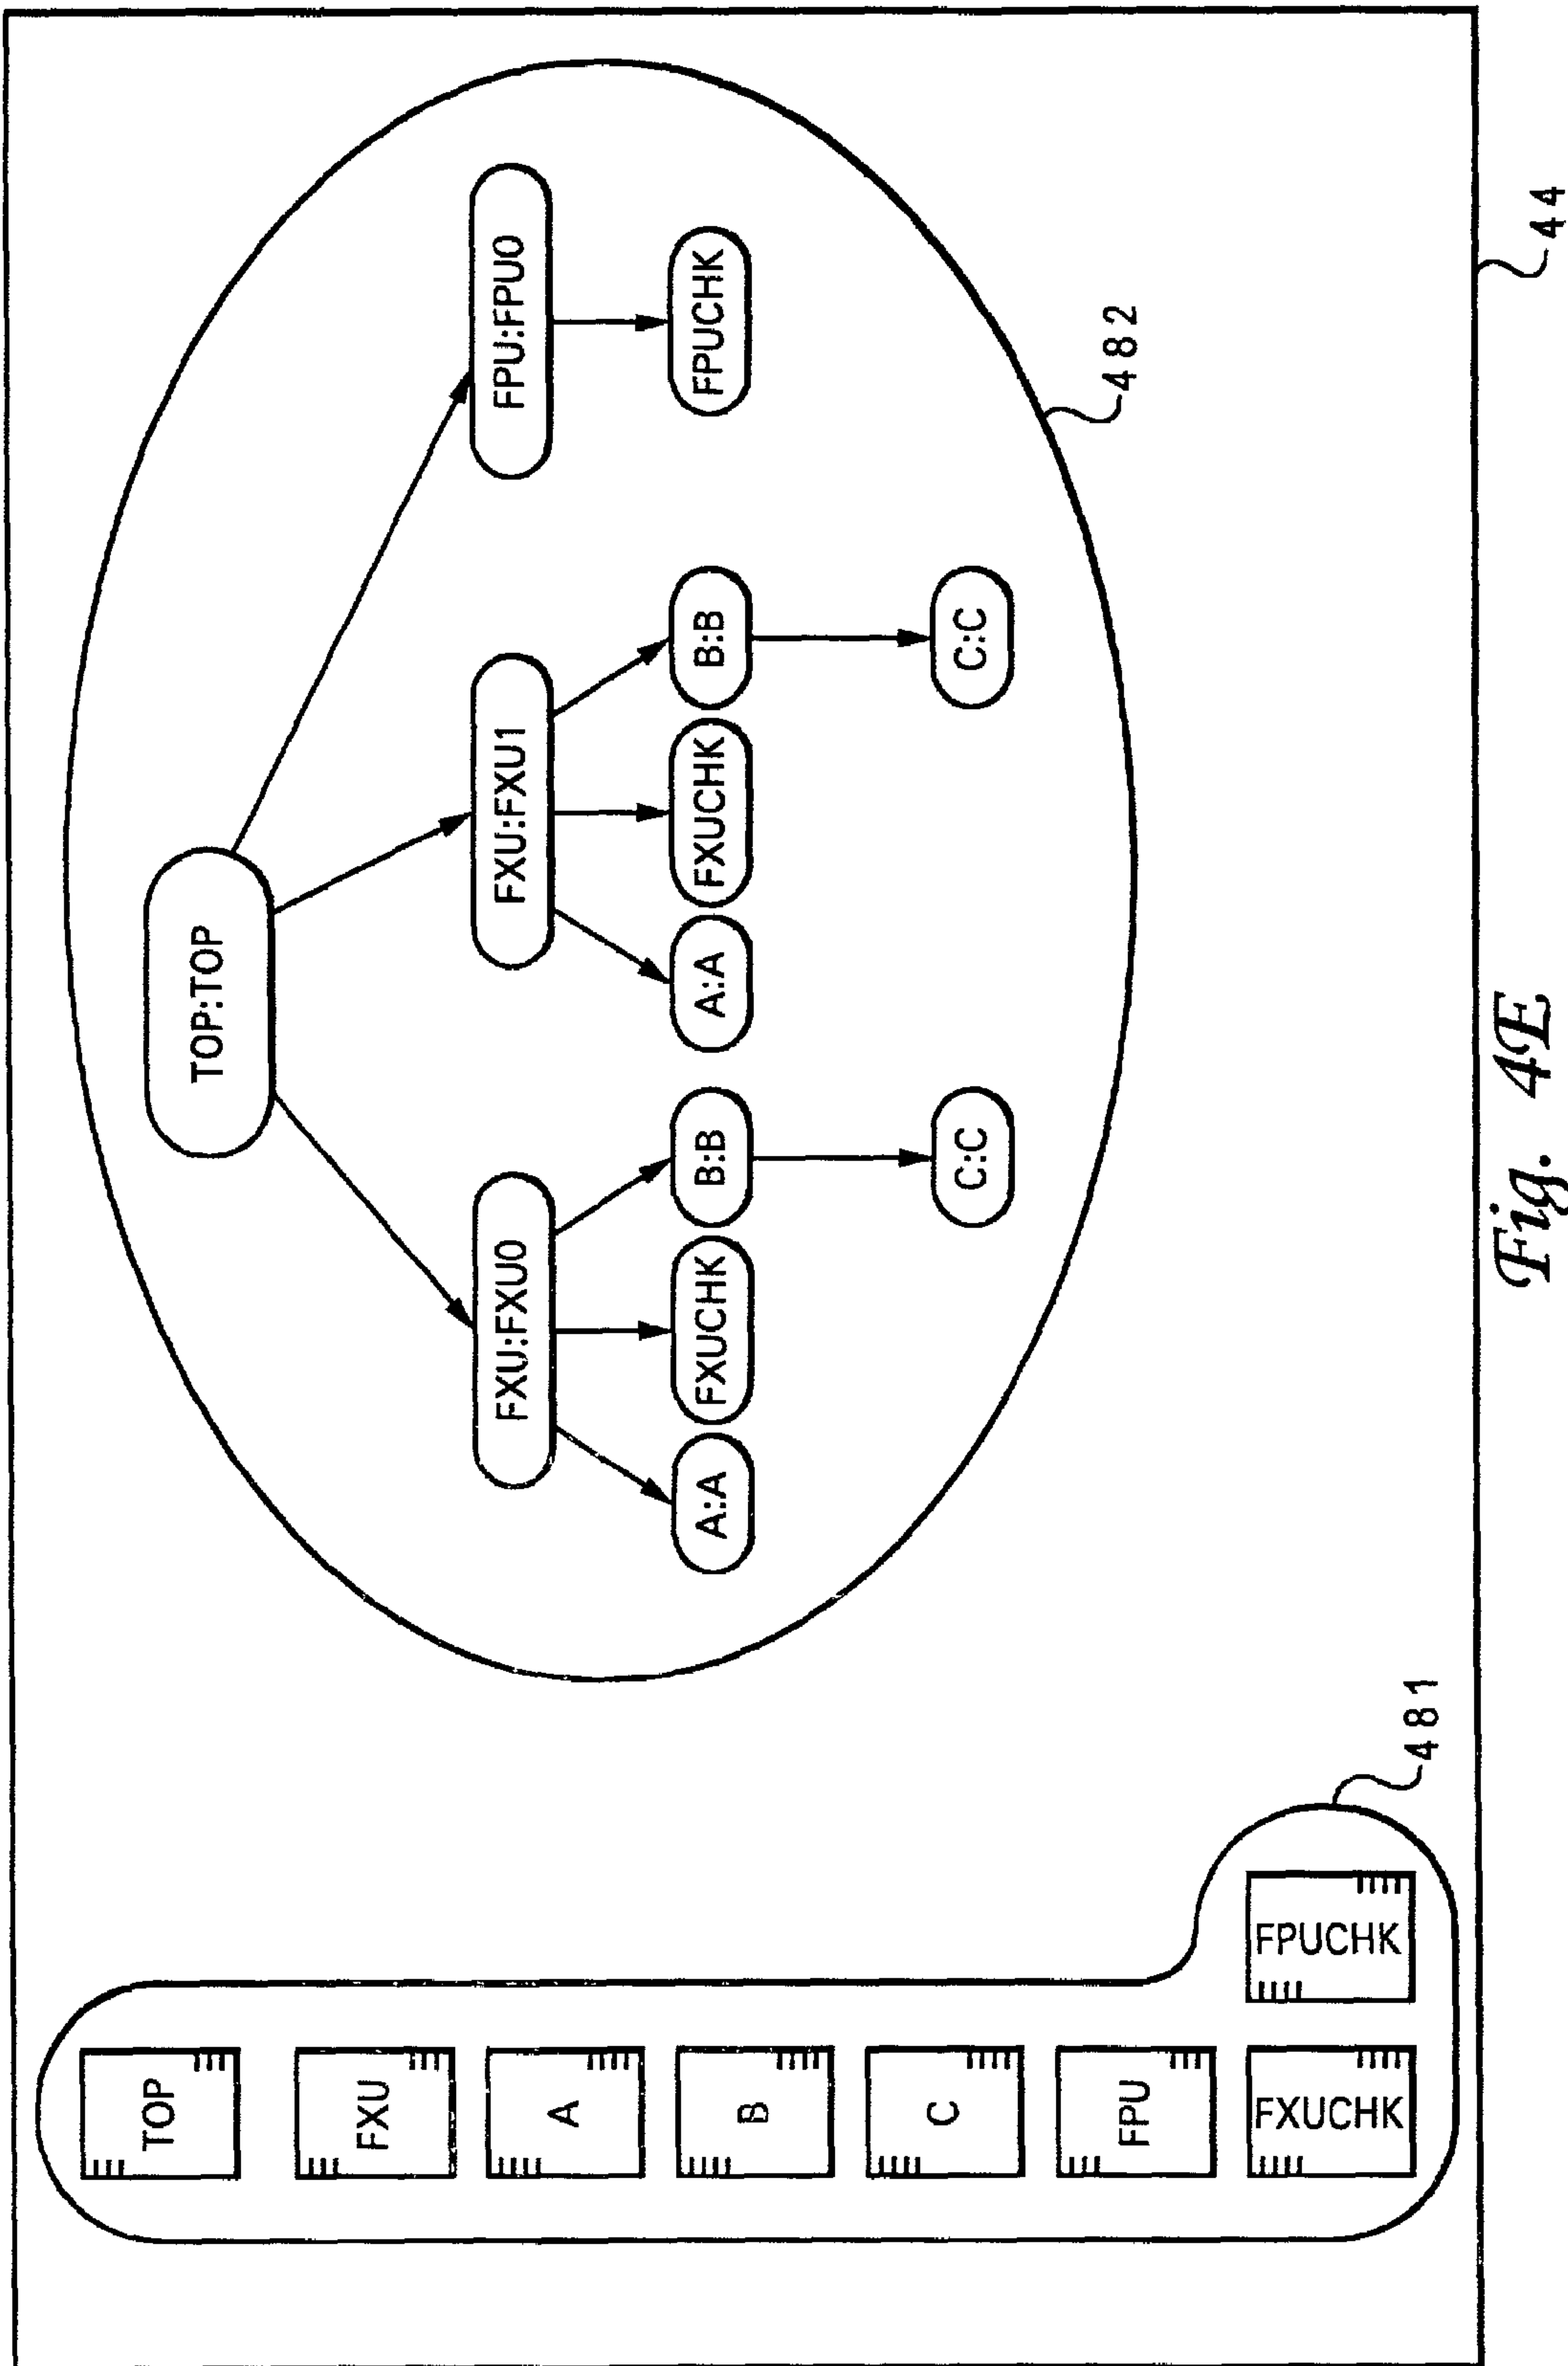 TOP
FXU
A
B
C
FPU
FXUCHK
FPUCHK
481
TOP:TOP
FXU:FXU0
FXU:FXU1
FPU:FPU0
A:A
FXUCHK
B:B
A:A
FXUCHK
B:B
FPUCHK
C:C
C:C
482
44
Fig. 4E